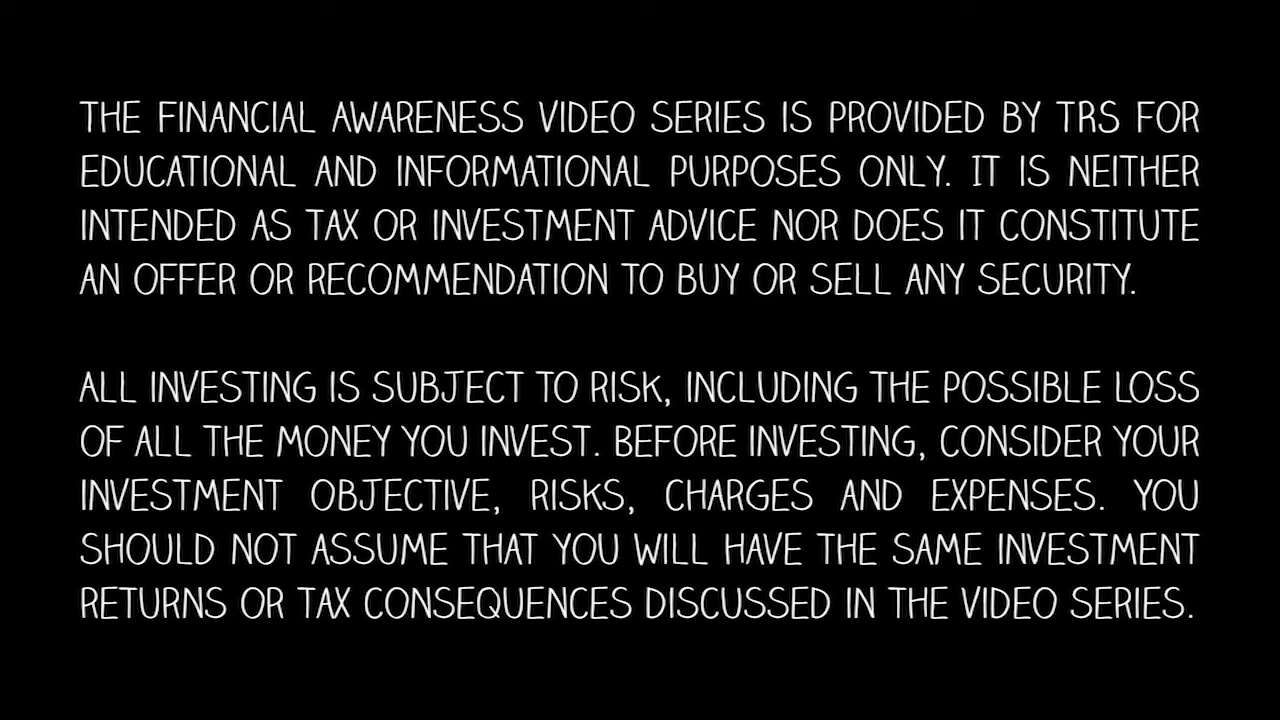 THE FINANCIAL AWARENESS VIDEO SERIES IS PROVIDED BY TRS FOR
EDUCATIONAL AND INFORMATIONAL PURPOSES ONLY. IT IS NEITHER
INTENDED AS TAX OR INVESTMENT ADVICE NOR DOES IT CONSTITUTE
AN OFFER OR RECOMMENDATION TO BUY OR SELL ANY SECURITY.
ALL INVESTING IS SUBJECT TO RISK, INCLUDING THE POSSIBLE LOSS
OF ALL THE MONEY YOU INVEST. BEFORE INVESTING, CONSIDER YOUR
INVESTMENT OBJECTIVE, RISKS, CHARGES AND EXPENSES. YOU
SHOULD NOT ASSUME THAT YOU WILL HAVE THE SAME INVESTMENT
RETURNS OR TAX CONSEQUENCES DISCUSSED IN THE VIDEO SERIES.